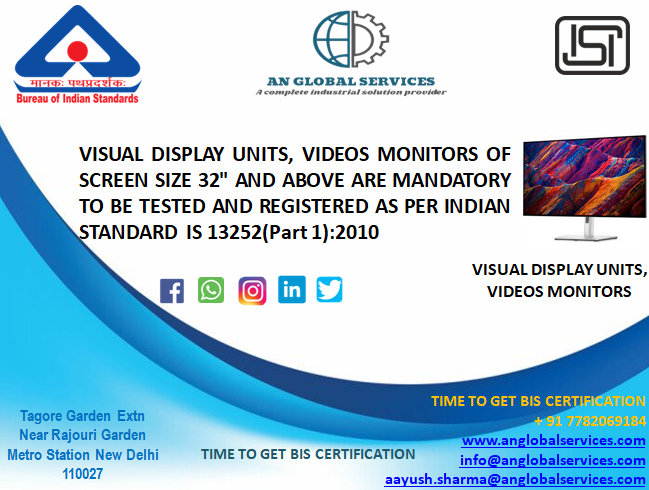 मानक: पथप्रदर्शक:
Bureau of Indian Standards
AN GLOBAL SERVICES
A complete industrial solution provider
ISI
VISUAL DISPLAY UNITS, VIDEOS MONITORS OF
SCREEN SIZE 32" AND ABOVE ARE MANDATORY
TO BE TESTED AND REGISTERED AS PER INDIAN
STANDARD IS 13252(Part 1):2010
VISUAL DISPLAY UNITS,
VIDEOS MONITORS
f
in
TIME TO GET BIS CERTIFICATION
+ 91 7782069184
www.anglobalservices.com
info@anglobalservices.com
aayush.sharma@anglobalservices.com
Tagore Garden Extn
Near Rajouri Garden
Metro Station New Delhi
110027
TIME TO GET BIS CERTIFICATION